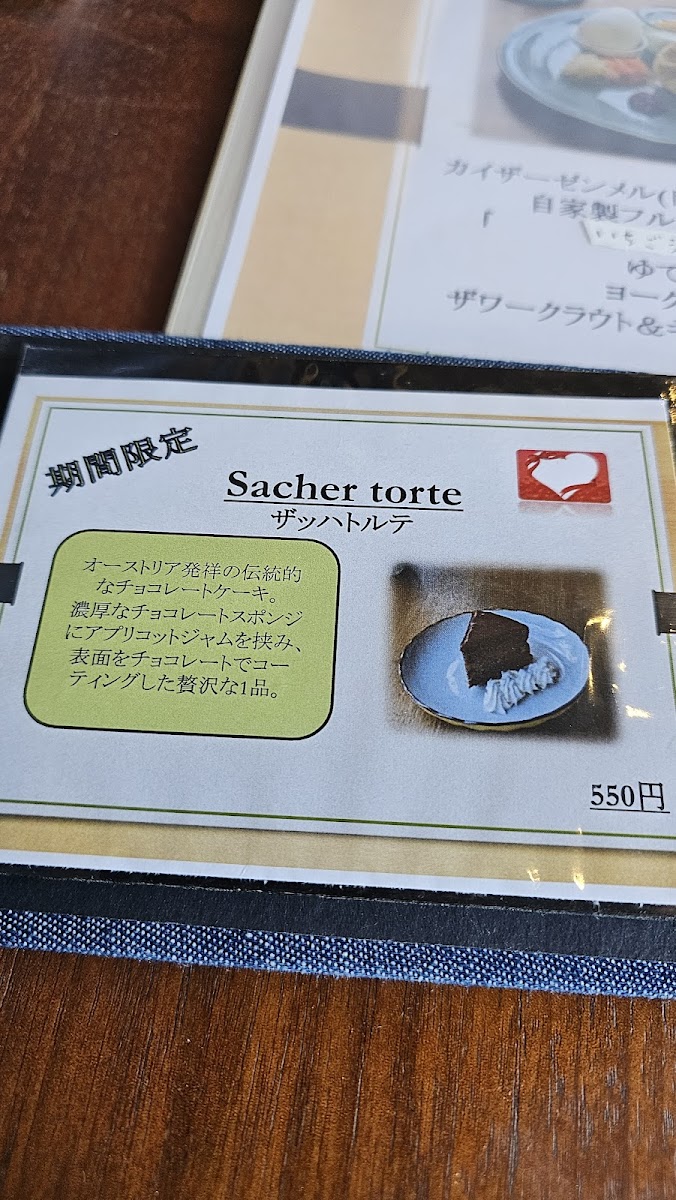 カイザーゼンメル(
自家製フル
いちご
ゆで
ヨーグ
ザワークラウト＆
期間限定
Sacher torte
ザッハトルテ
オーストリア発祥の伝統的
なチョコレートケーキ。
濃厚なチョコレートスポンジ
にアプリコットジャムを挟み、
表面をチョコレートでコー
ティングした贅沢な1品。
550円